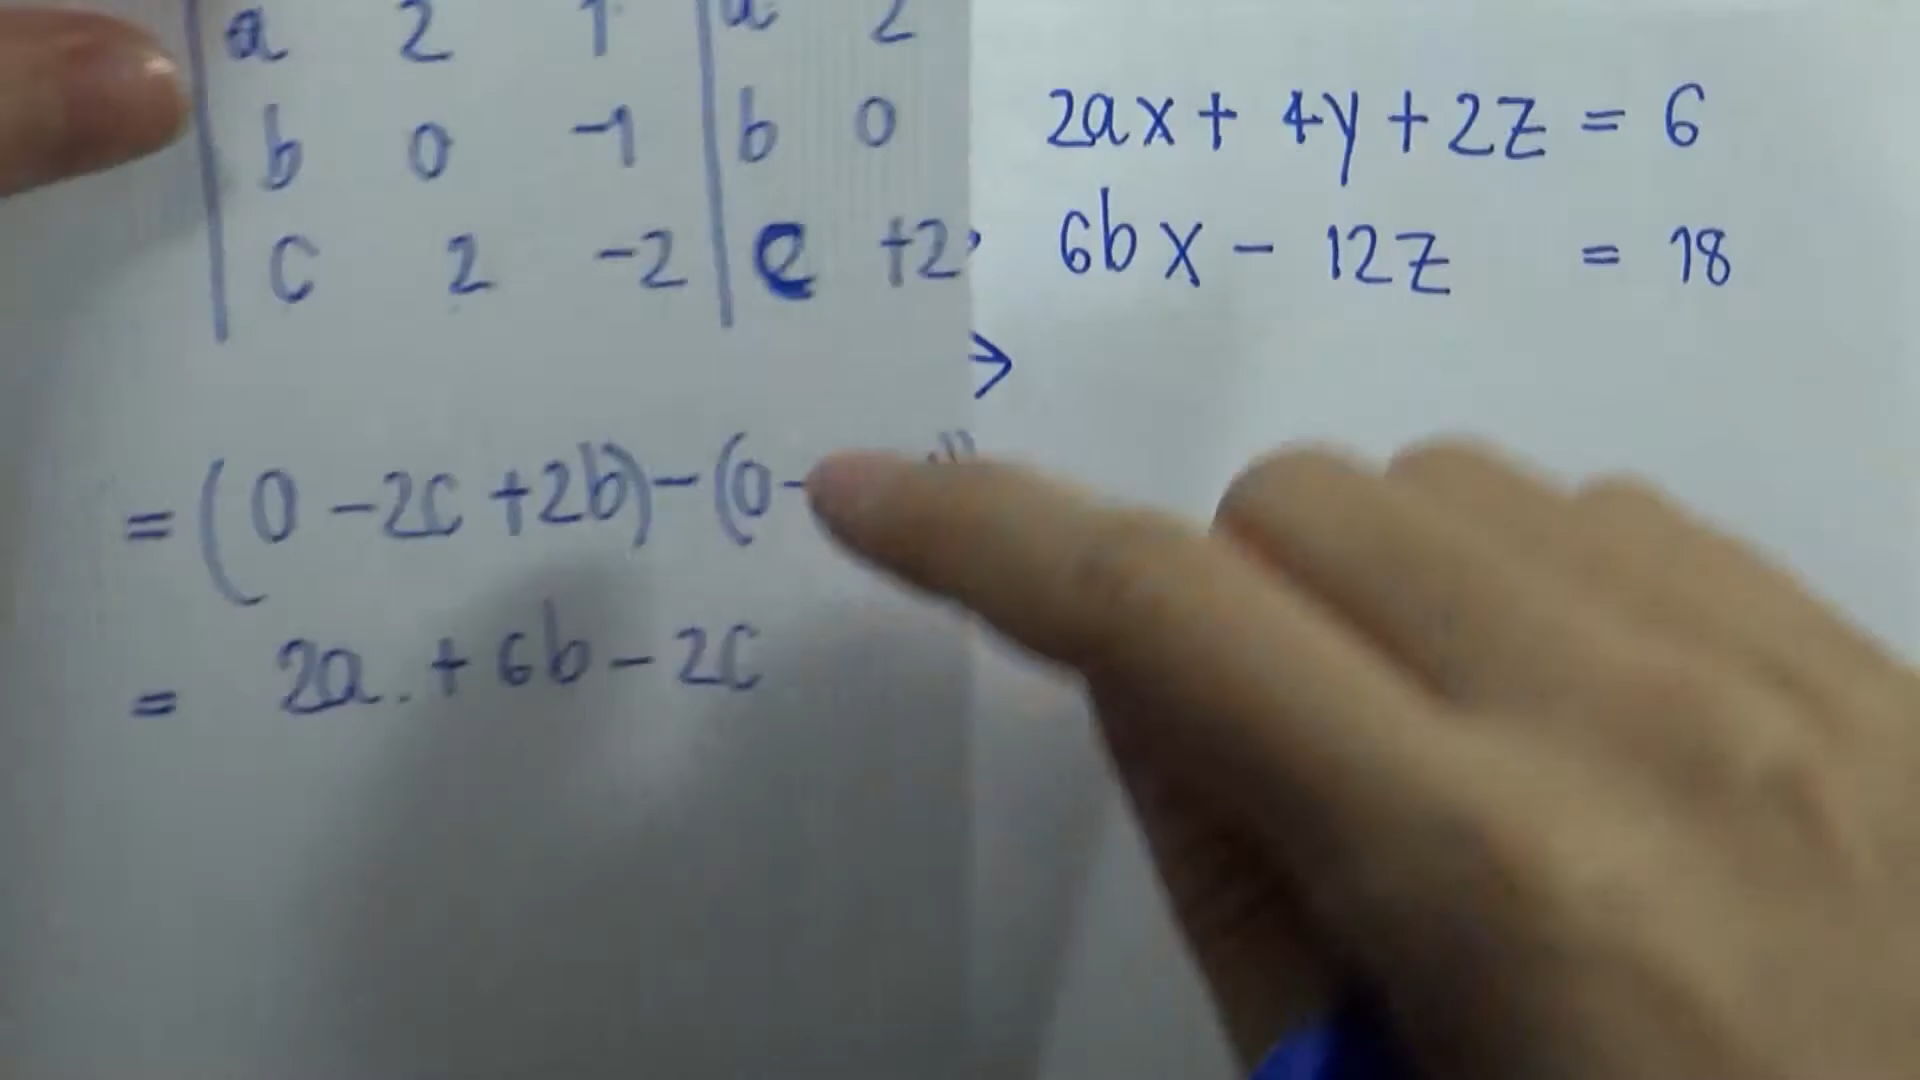 | a 2 1 | a 2
| b 0 -1 | b 0
| c 2 -2 | c +2
= (0 -2c +2b) - (0 -
= 2a. + 6b - 2c
2ax + 4y + 2z = 6
6bx - 12z = 18